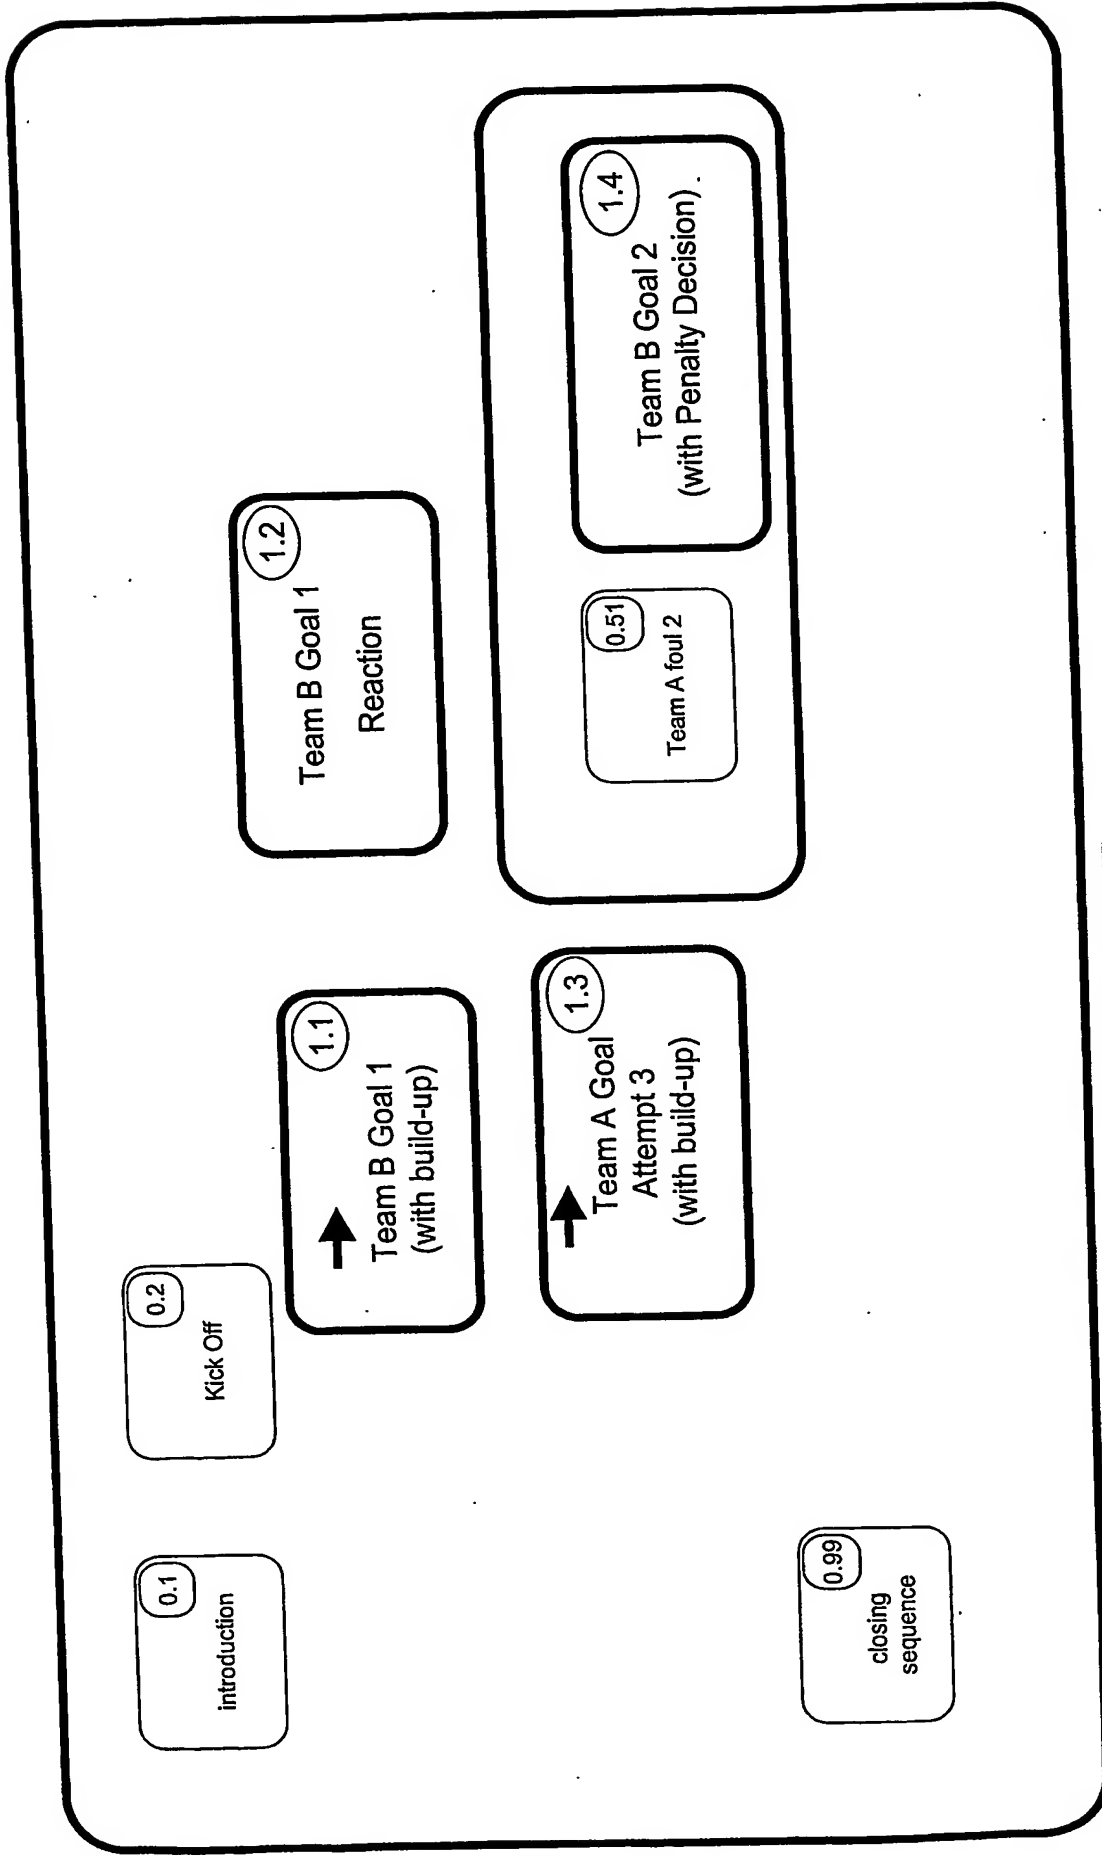 0.1
introduction
0.2
Kick Off
1.1
Team B Goal 1
(with build-up)
1.2
Team B Goal 1
Reaction
1.3
Team A Goal
Attempt 3
(with build-up)
0.51
Team A foul 2
1.4
Team B Goal 2
(with Penalty Decision).
0.99
closing
sequence